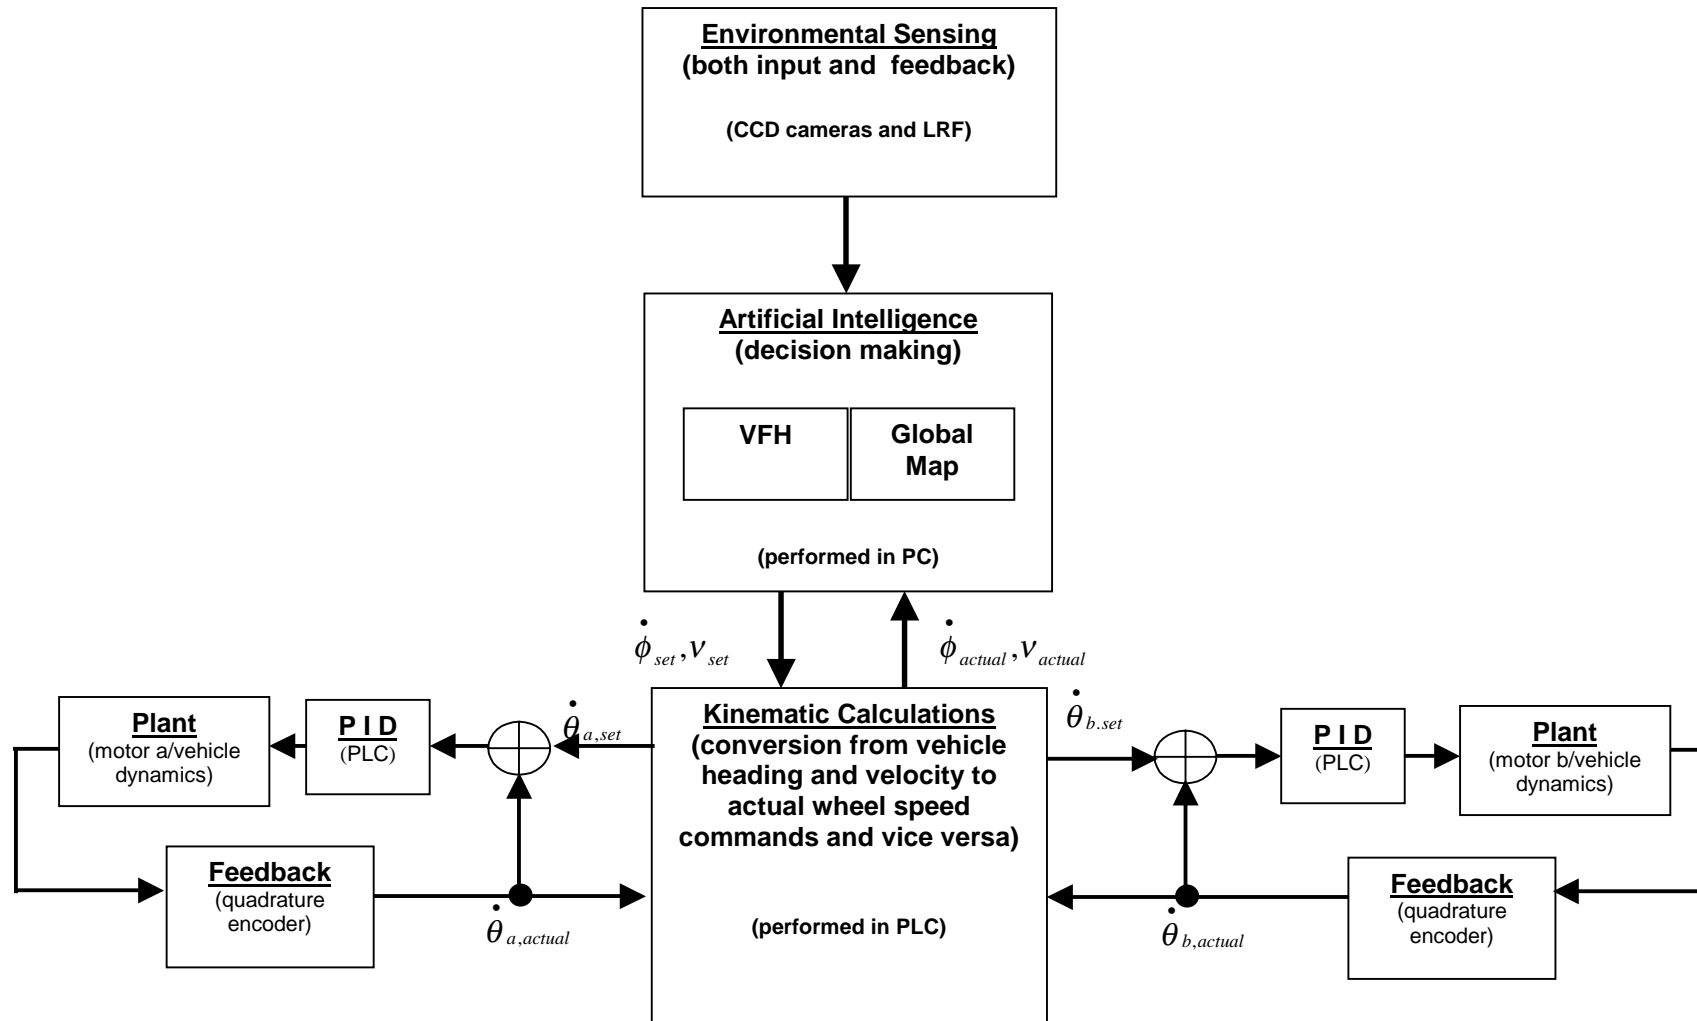 Environmental Sensing
(both input and feedback)
(CCD cameras and LRF)
Artificial Intelligence
(decision making)
VFH
Global
Map
(performed in PC)
ϕ̇ set , ν set
ϕ̇ actual , ν actual
Plant
(motor a/vehicle
dynamics)
P I D
(PLC)
θ̇ a,set
Kinematic Calculations
(conversion from vehicle
heading and velocity to
actual wheel speed
commands and vice versa)
(performed in PLC)
θ̇ b.set
P I D
(PLC)
Plant
(motor b/vehicle
dynamics)
Feedback
(quadrature
encoder)
θ̇ a,actual
θ̇ b,actual
Feedback
(quadrature
encoder)